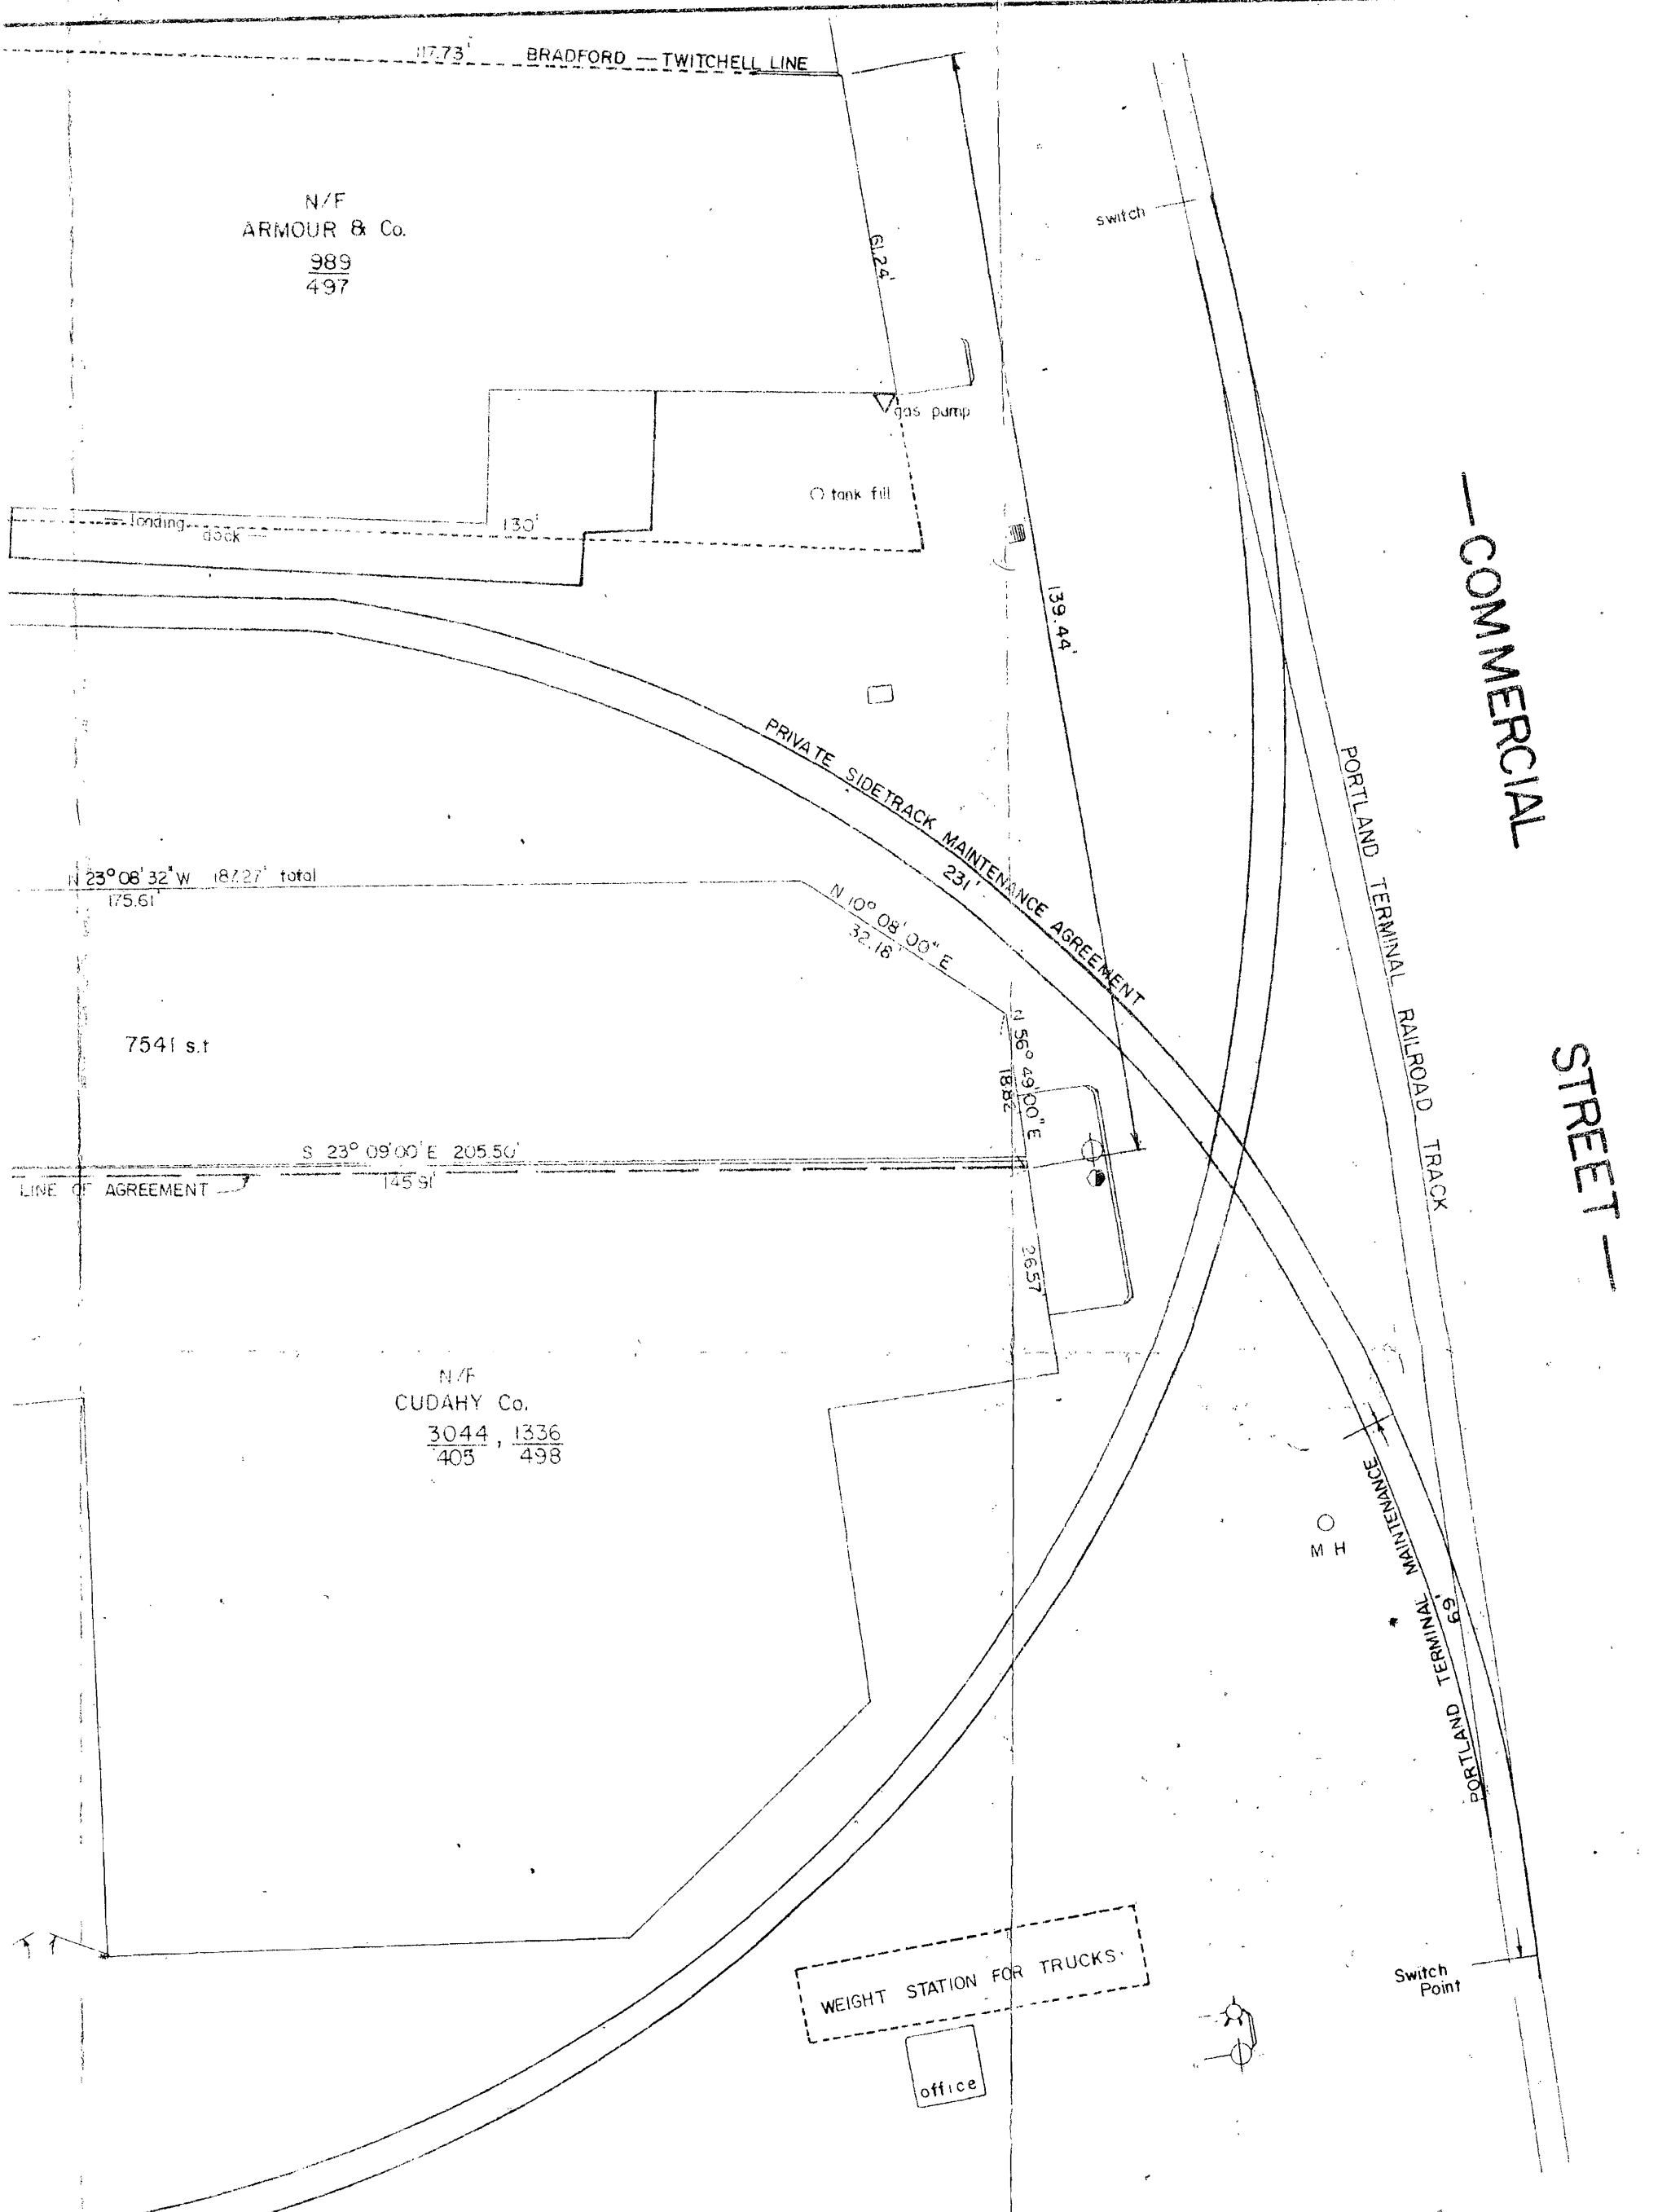 117.73'
BRADFORD — TWITCHELL LINE
N/F
ARMOUR & Co.
989
497
61.24'
switch
gas pump
tank fill
loading
dock
130'
139.44'
— COMMERCIAL STREET —
PRIVATE SIDETRACK MAINTENANCE AGREEMENT
231'
PORTLAND TERMINAL RAILROAD TRACK
N 23° 08' 32" W 187.27' total
175.61'
N 10° 08' 00" E
32.18'
7541 s.f
N 56° 49' 00" E
18.82
S 23° 09' 00' E 205.50'
145.91'
LINE OF AGREEMENT
26.57'
N/F
CUDAHY Co.
3044 , 1336
405 498
M H
PORTLAND TERMINAL MAINTENANCE
69'
WEIGHT STATION FOR TRUCKS
office
Switch
Point